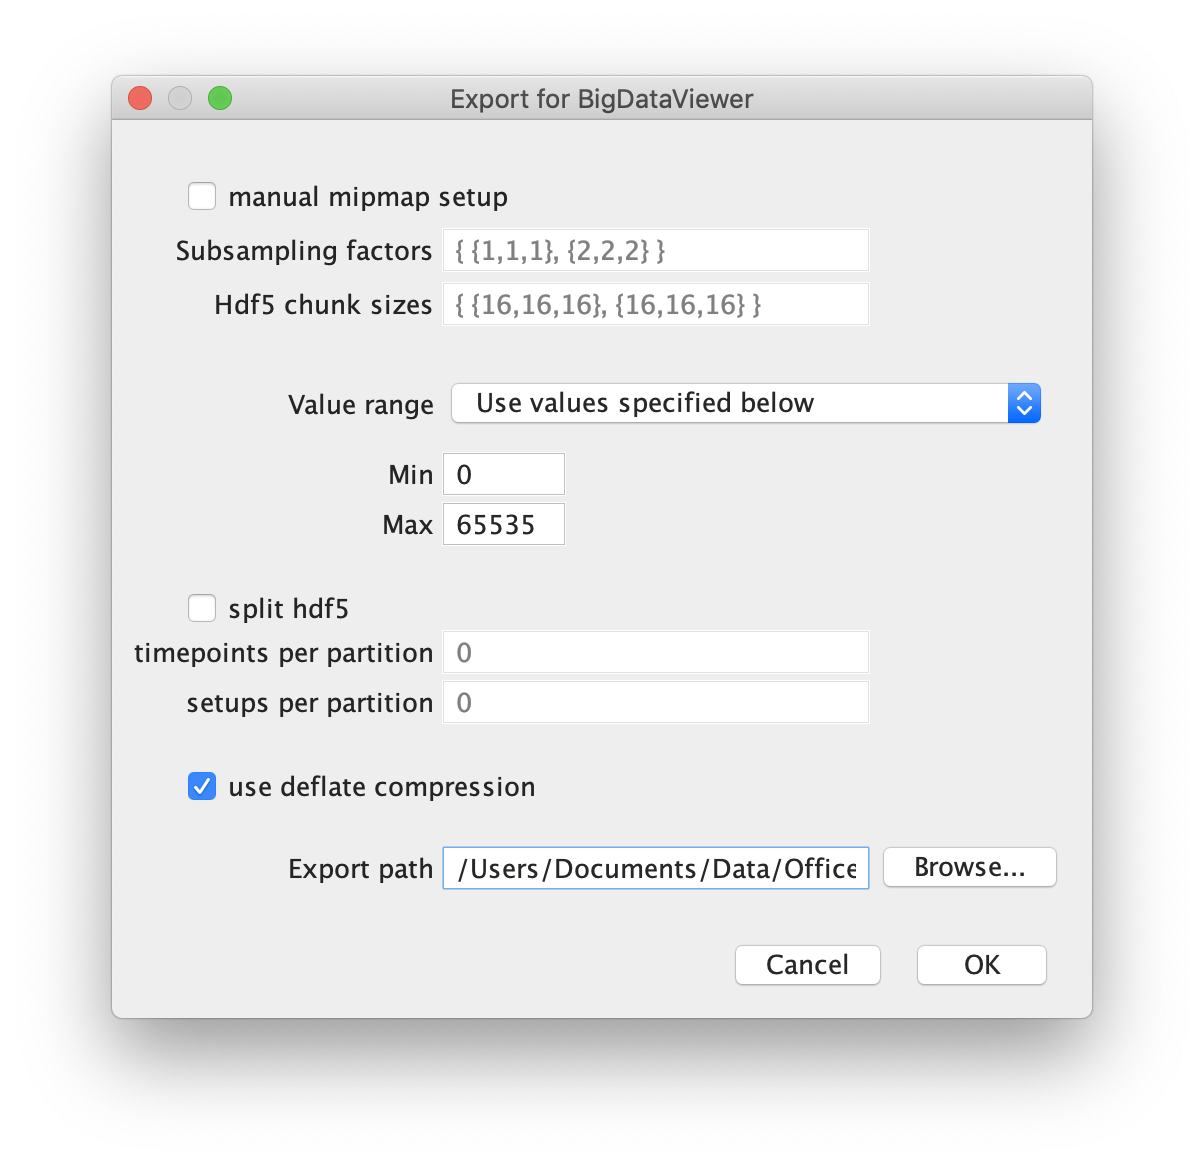 Export for BigDataViewer
manual mipmap setup
Subsampling factors { {1,1,1}, {2,2,2} }
Hdf5 chunk sizes { {16,16,16}, {16,16,16} }
Value range Use values specified below
Min 0
Max 65535
split hdf5
timepoints per partition 0
setups per partition 0
use deflate compression
Export path /Users/Documents/Data/Office Browse...
Cancel OK